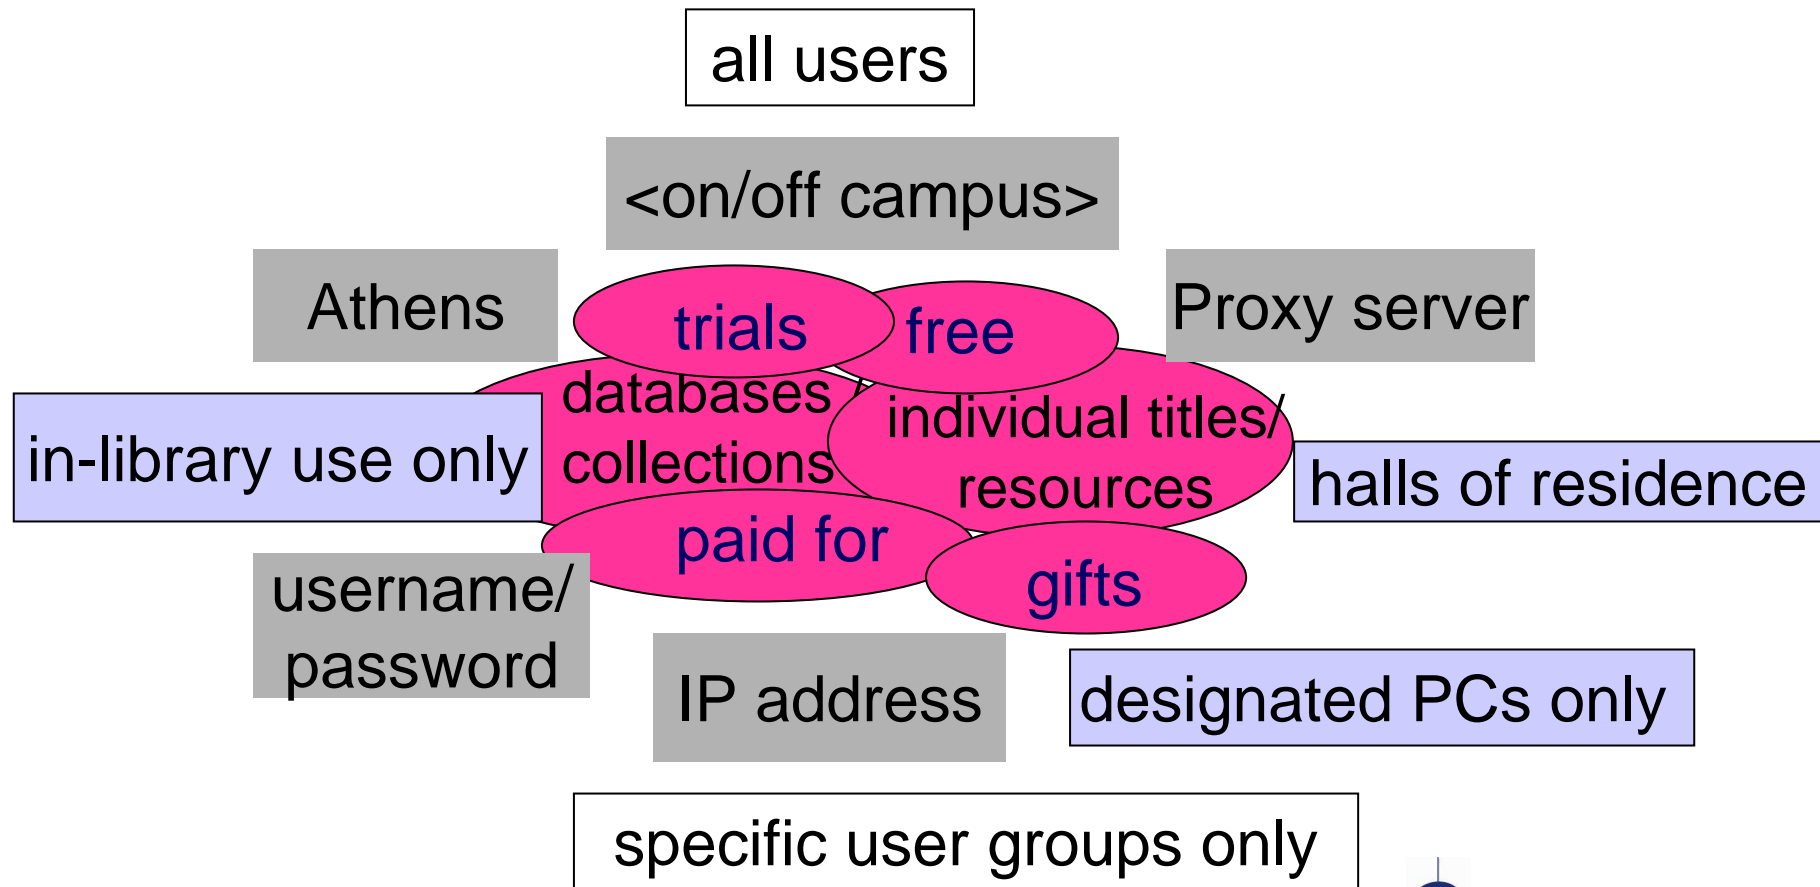 all users
<on/off campus>
Athens
trials
free
Proxy server
databases /
collections
individual titles/
resources
in-library use only
halls of residence
paid for
gifts
username/
password
IP address
designated PCs only
specific user groups only